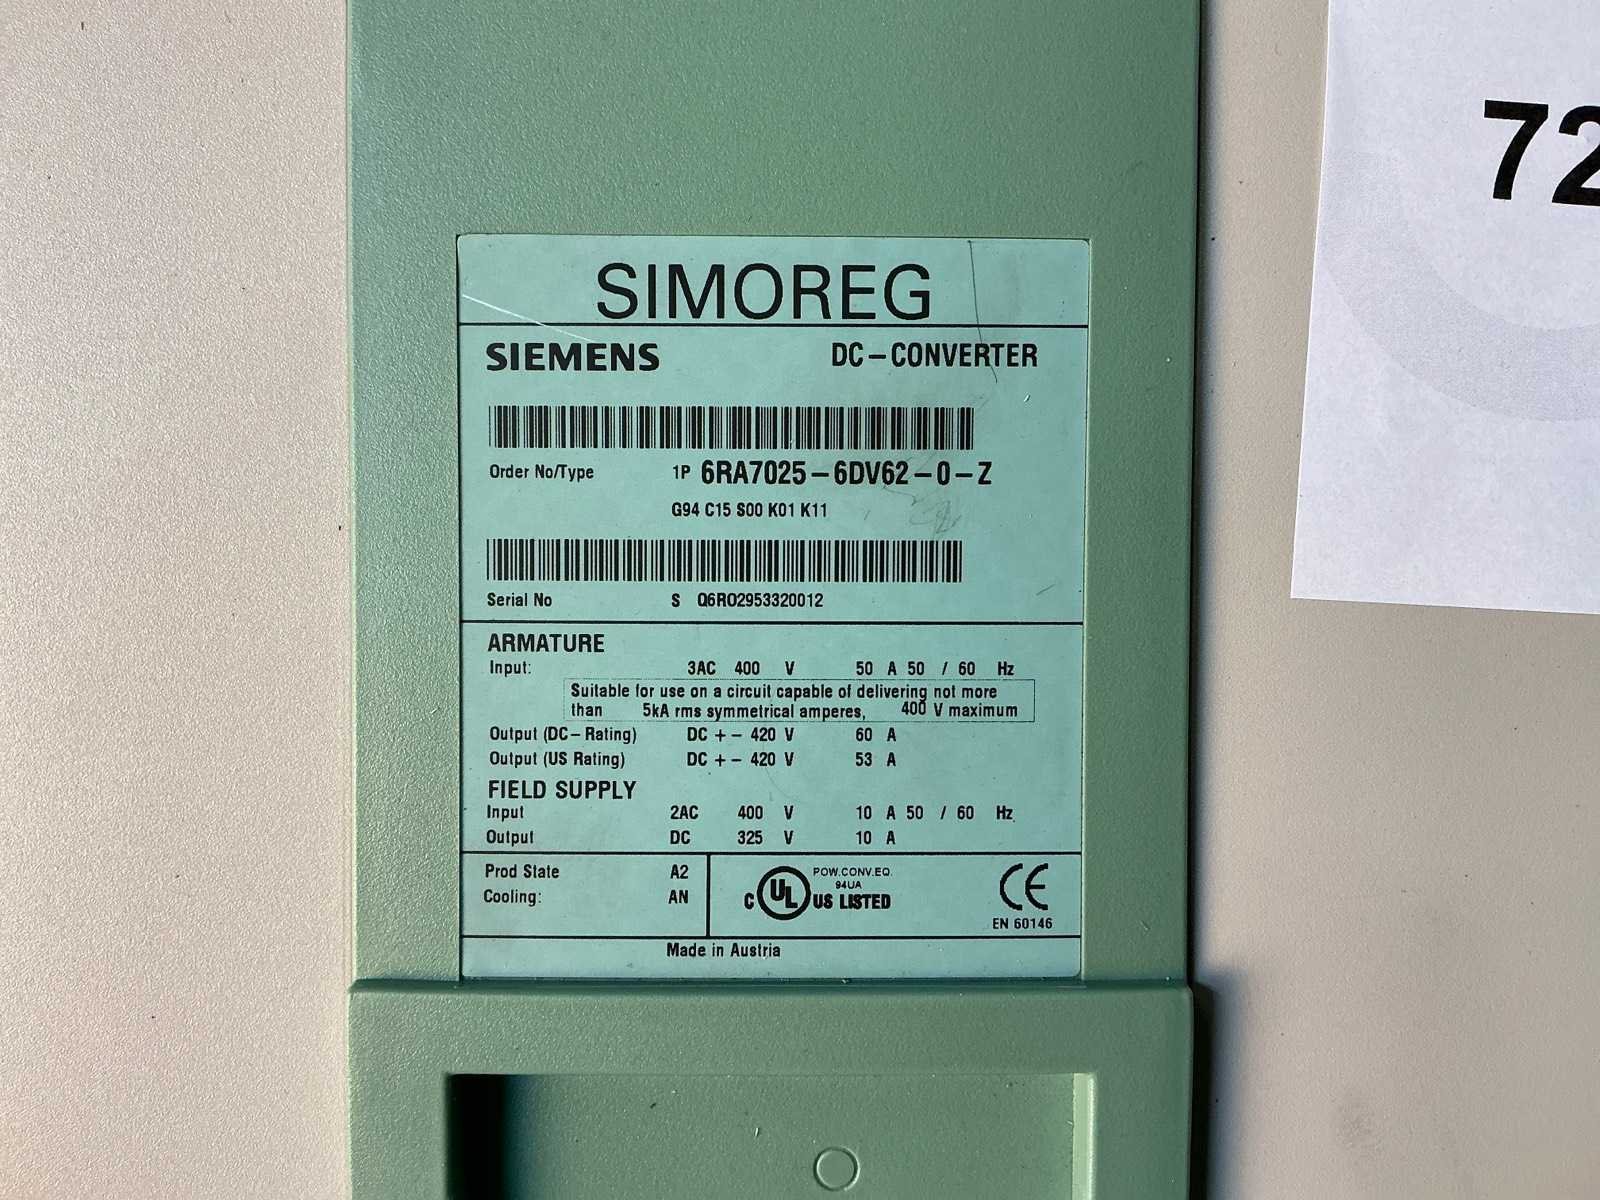 72
SIMOREG
SIEMENS DC-CONVERTER
Order No/Type 1P 6RA7025-6DV62-0-Z
G94 C15 S00 K01 K11
Serial No S Q6RO2953320012
ARMATURE
Input: 3AC 400 V 50 A 50 / 60 Hz
Suitable for use on a circuit capable of delivering not more
than 5kA rms symmetrical amperes, 400 V maximum
Output (DC-Rating) DC +- 420 V 60 A
Output (US Rating) DC +- 420 V 53 A
FIELD SUPPLY
Input 2AC 400 V 10 A 50 / 60 Hz
Output DC 325 V 10 A
Prod State A2
Cooling: AN
C UL US LISTED
POW.CONV.EQ.
94UA
CE
EN 60146
Made in Austria